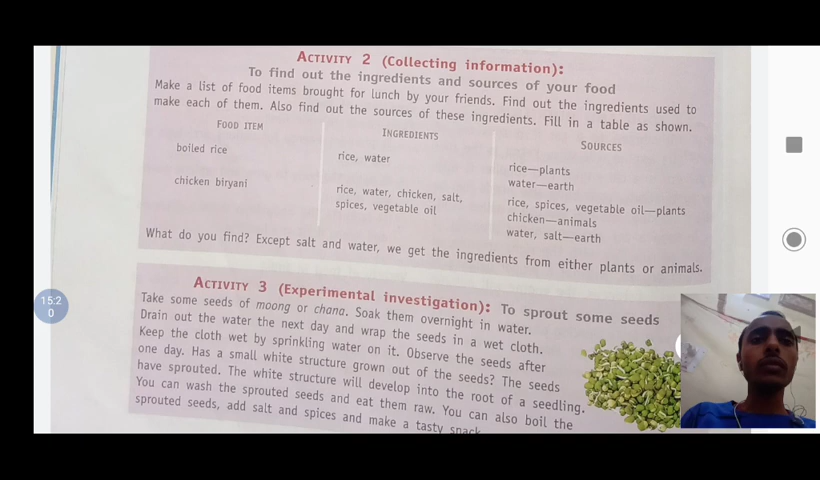 ACTIVITY 2 (Collecting information):
To find out the ingredients and sources of your food
Make a list of food items brought for lunch by your friends. Find out the ingredients used to
make each of them. Also find out the sources of these ingredients. Fill in a table as shown.
FOOD ITEM
INGREDIENTS
SOURCES
boiled rice
rice, water
rice—plants
water—earth
chicken biryani
rice, water, chicken, salt,
spices, vegetable oil
rice, spices, vegetable oil—plants
chicken—animals
water, salt—earth
What do you find? Except salt and water, we get the ingredients from either plants or animals.
ACTIVITY 3 (Experimental investigation): To sprout some seeds
Take some seeds of moong or chana. Soak them overnight in water.
Drain out the water the next day and wrap the seeds in a wet cloth.
Keep the cloth wet by sprinkling water on it. Observe the seeds after
one day. Has a small white structure grown out of the seeds? The seeds
have sprouted. The white structure will develop into the root of a seedling.
You can wash the sprouted seeds and eat them raw. You can also boil the
sprouted seeds, add salt and spices and make a tasty snack
15:2
0